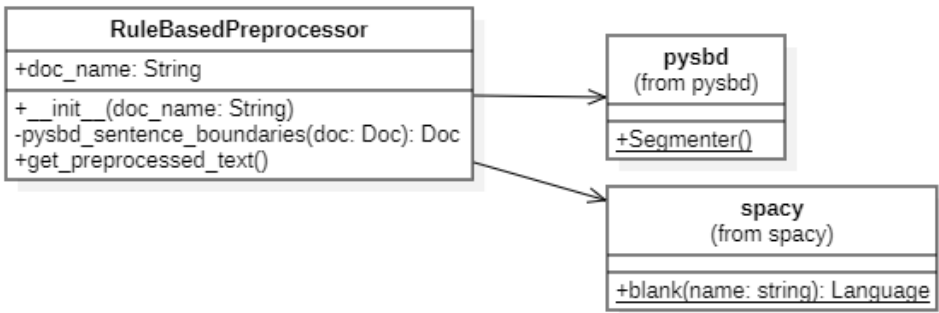 RuleBasedPreprocessor
+doc_name: String
+__init__(doc_name: String)
-pysbd_sentence_boundaries(doc: Doc): Doc
+get_preprocessed_text()
pysbd
(from pysbd)
+Segmenter()
spacy
(from spacy)
+blank(name: string): Language